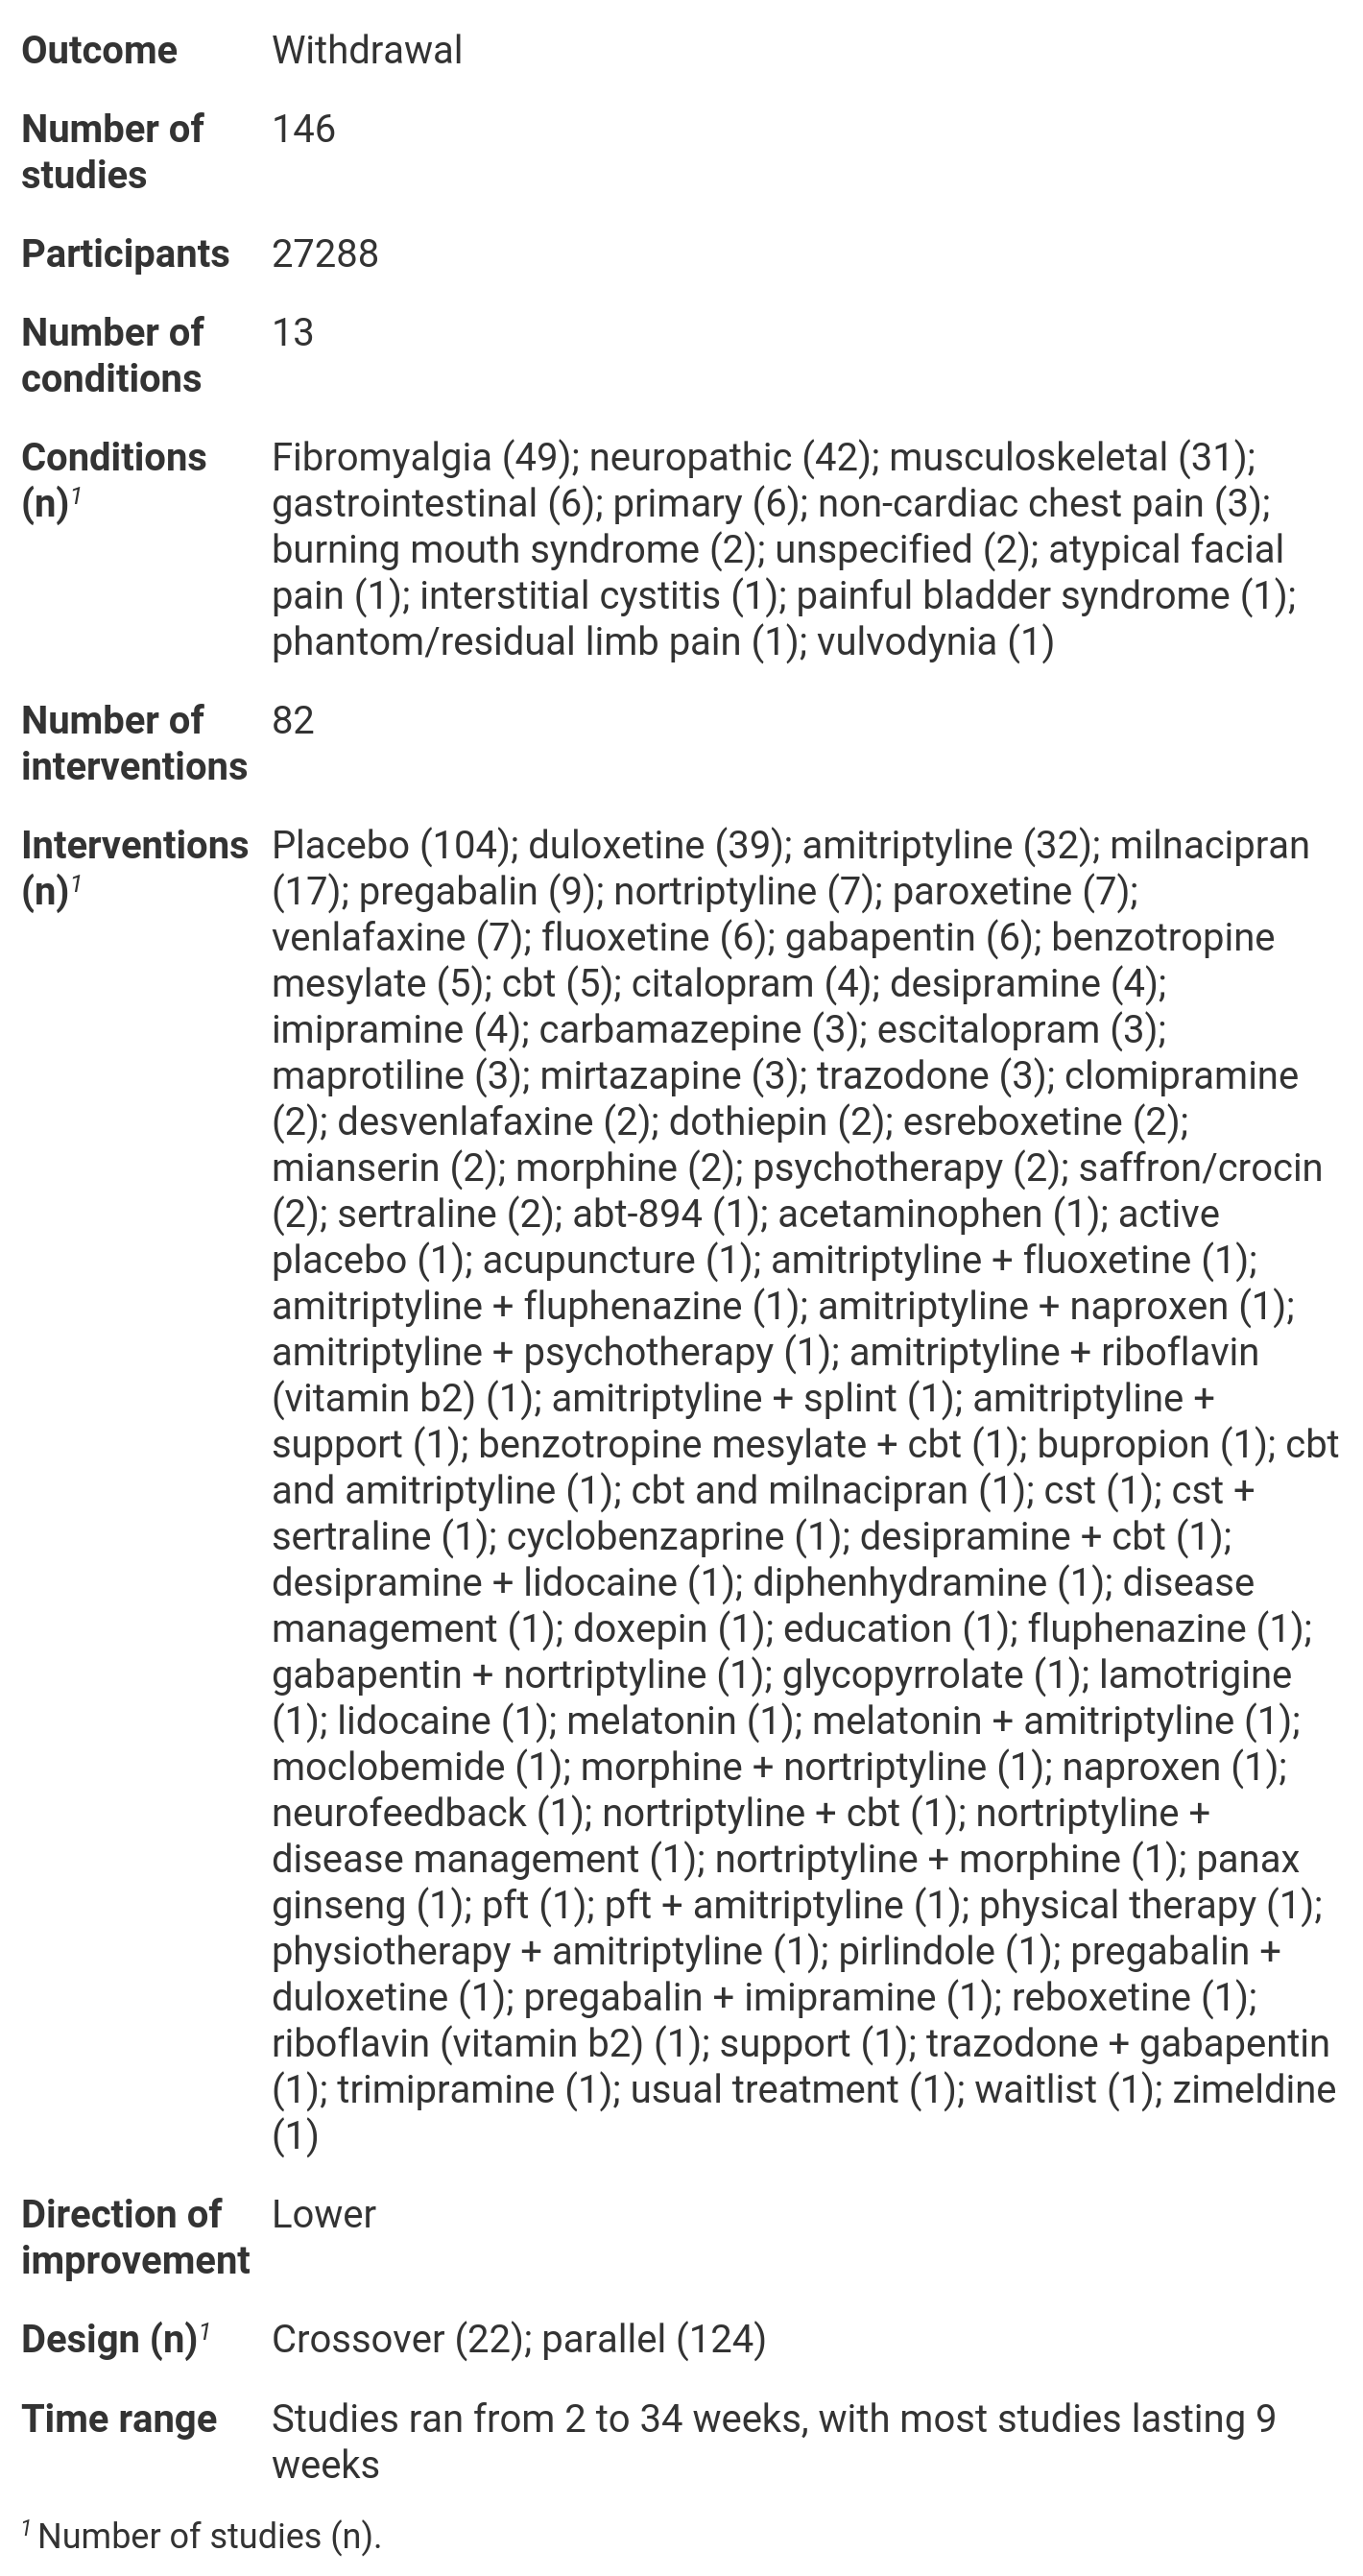 Outcome Withdrawal
Number of studies 146
Participants 27288
Number of conditions 13
Conditions (n)1 Fibromyalgia (49); neuropathic (42); musculoskeletal (31);
gastrointestinal (6); primary (6); non-cardiac chest pain (3);
burning mouth syndrome (2); unspecified (2); atypical facial
pain (1); interstitial cystitis (1); painful bladder syndrome (1);
phantom/residual limb pain (1); vulvodynia (1)
Number of interventions 82
Interventions (n)1 Placebo (104); duloxetine (39); amitriptyline (32); milnacipran
(17); pregabalin (9); nortriptyline (7); paroxetine (7);
venlafaxine (7); fluoxetine (6); gabapentin (6); benzotropine
mesylate (5); cbt (5); citalopram (4); desipramine (4);
imipramine (4); carbamazepine (3); escitalopram (3);
maprotiline (3); mirtazapine (3); trazodone (3); clomipramine
(2); desvenlafaxine (2); dothiepin (2); esreboxetine (2);
mianserin (2); morphine (2); psychotherapy (2); saffron/crocin
(2); sertraline (2); abt-894 (1); acetaminophen (1); active
placebo (1); acupuncture (1); amitriptyline + fluoxetine (1);
amitriptyline + fluphenazine (1); amitriptyline + naproxen (1);
amitriptyline + psychotherapy (1); amitriptyline + riboflavin
(vitamin b2) (1); amitriptyline + splint (1); amitriptyline +
support (1); benzotropine mesylate + cbt (1); bupropion (1); cbt
and amitriptyline (1); cbt and milnacipran (1); cst (1); cst +
sertraline (1); cyclobenzaprine (1); desipramine + cbt (1);
desipramine + lidocaine (1); diphenhydramine (1); disease
management (1); doxepin (1); education (1); fluphenazine (1);
gabapentin + nortriptyline (1); glycopyrrolate (1); lamotrigine
(1); lidocaine (1); melatonin (1); melatonin + amitriptyline (1);
moclobemide (1); morphine + nortriptyline (1); naproxen (1);
neurofeedback (1); nortriptyline + cbt (1); nortriptyline +
disease management (1); nortriptyline + morphine (1); panax
ginseng (1); pft (1); pft + amitriptyline (1); physical therapy (1);
physiotherapy + amitriptyline (1); pirlindole (1); pregabalin +
duloxetine (1); pregabalin + imipramine (1); reboxetine (1);
riboflavin (vitamin b2) (1); support (1); trazodone + gabapentin
(1); trimipramine (1); usual treatment (1); waitlist (1); zimeldine
(1)
Direction of improvement Lower
Design (n)1 Crossover (22); parallel (124)
Time range Studies ran from 2 to 34 weeks, with most studies lasting 9
weeks
1 Number of studies (n).